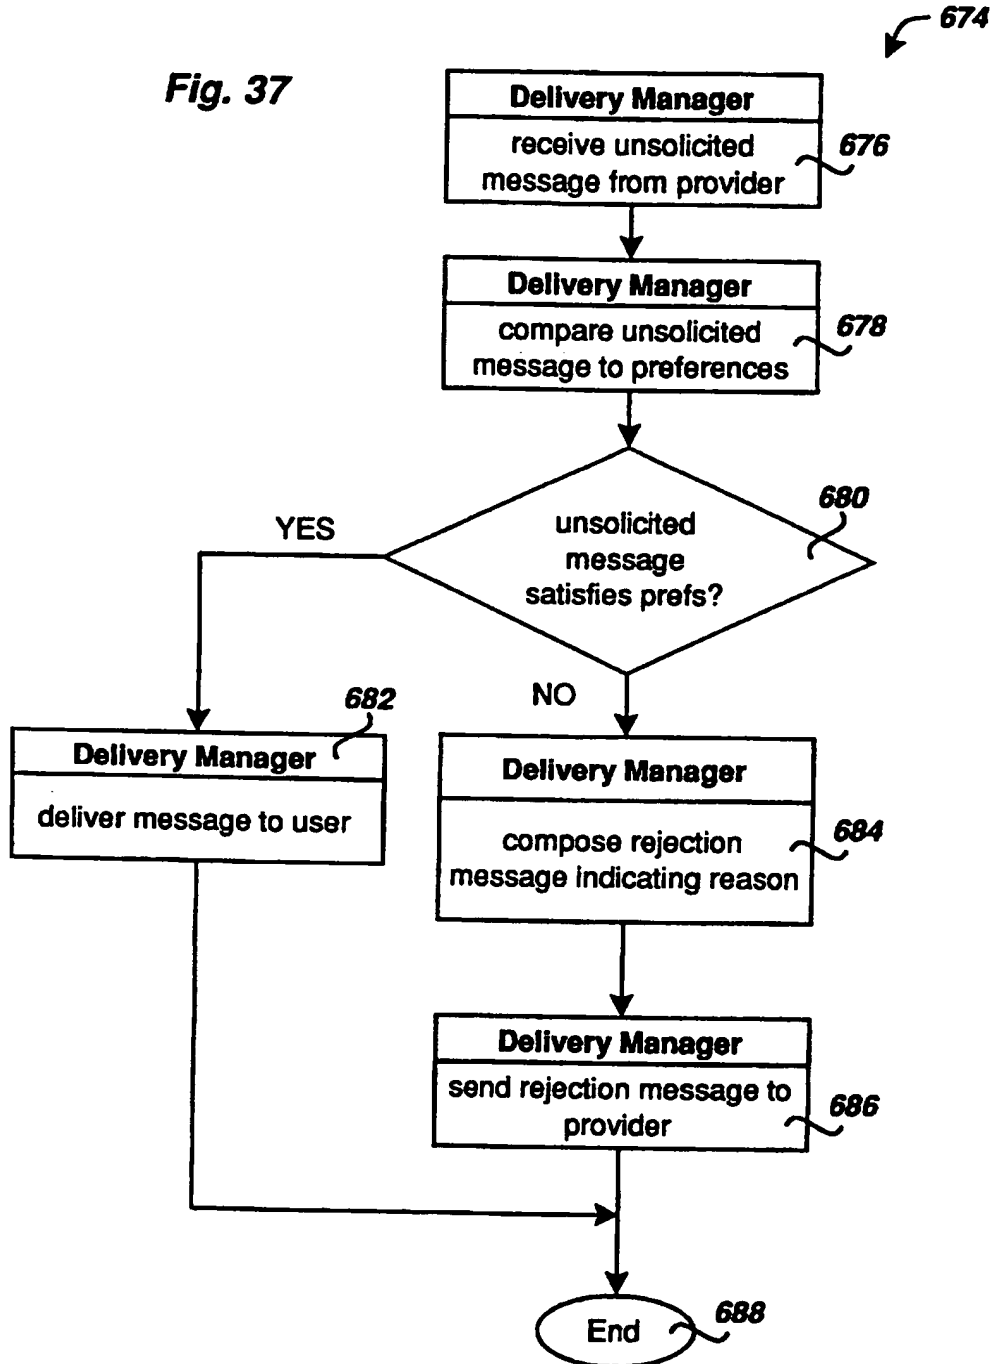 674
Fig. 37
Delivery Manager
receive unsolicited
message from provider
676
Delivery Manager
compare unsolicited
message to preferences
678
unsolicited
message
satisfies prefs?
680
YES
NO
682
Delivery Manager
deliver message to user
Delivery Manager
compose rejection
message indicating reason
684
Delivery Manager
send rejection message to
provider
686
End
688